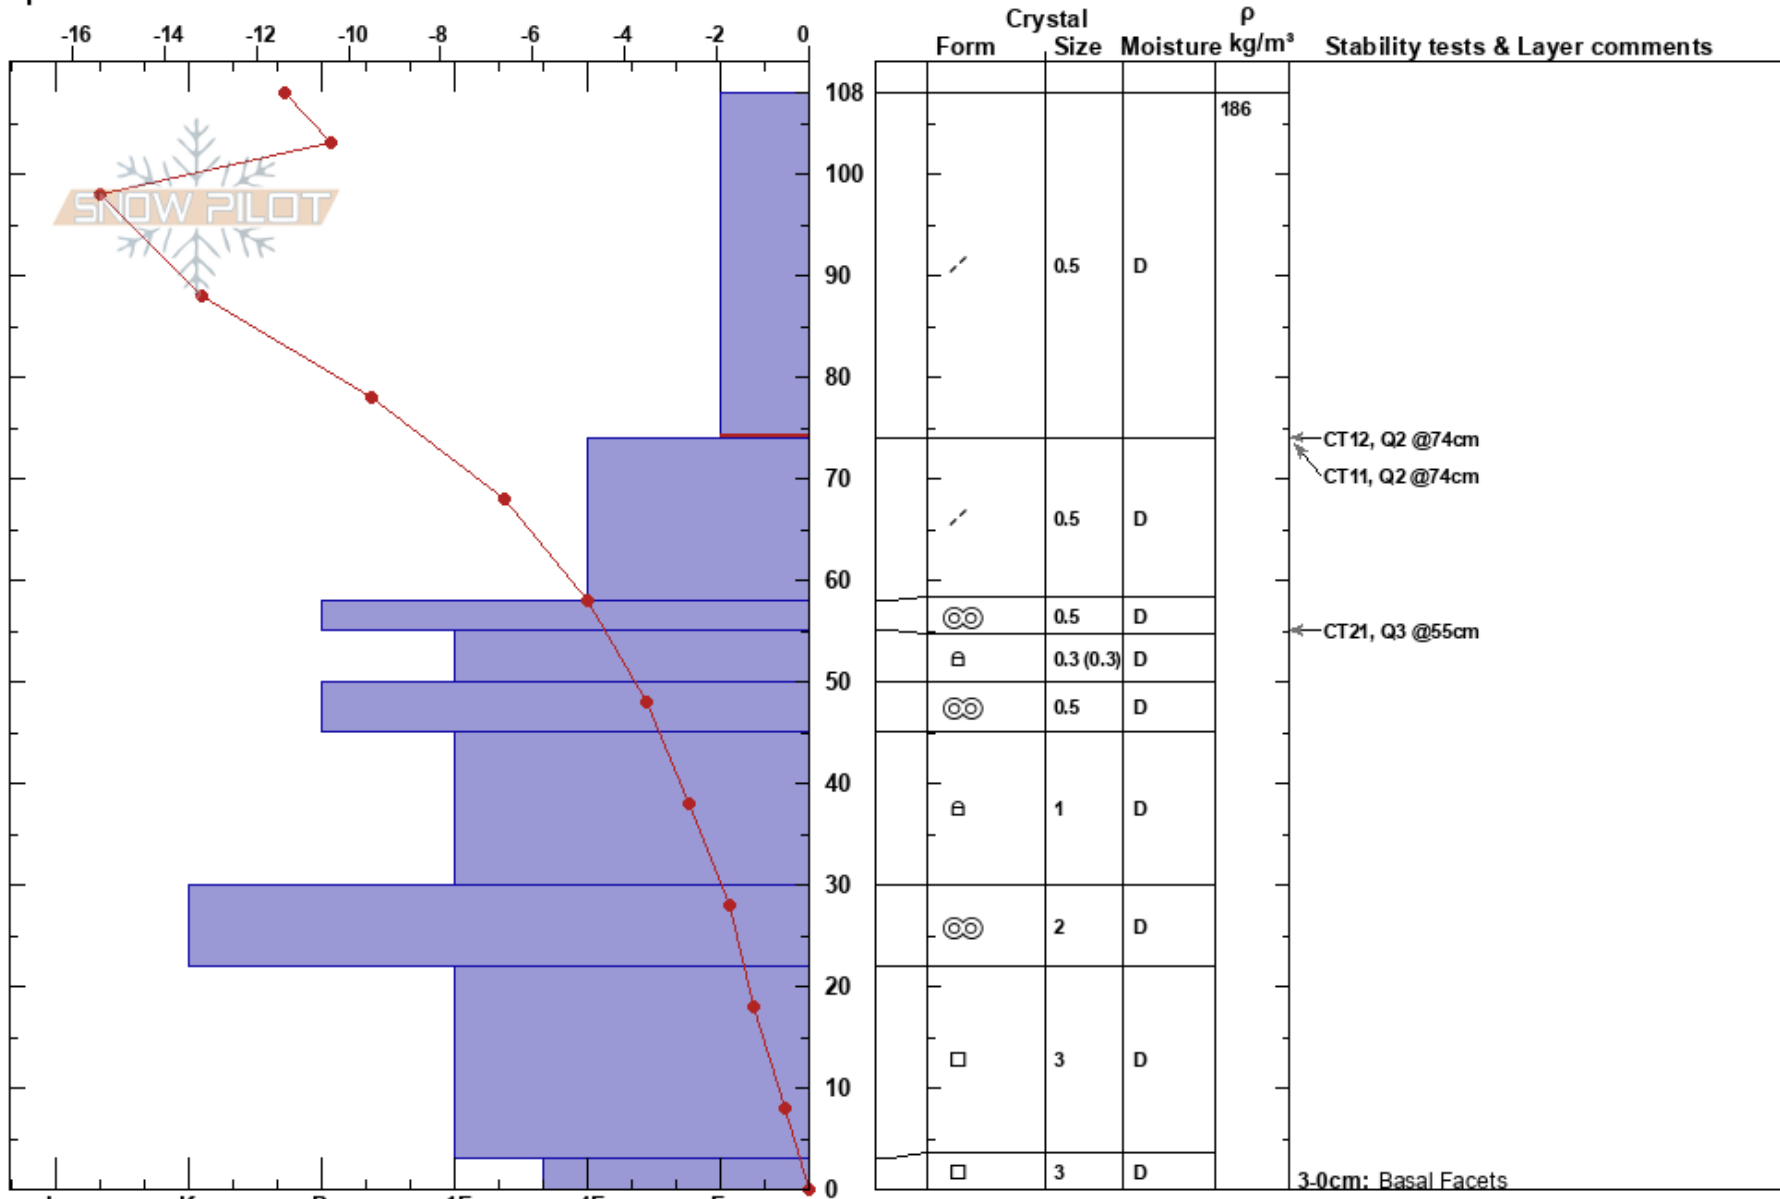 Crystal ρ
-16 -14 -12 -10 -8 -6 -4 -2 0 Form Size Moisture kg/m³ Stability tests & Layer comments
108
186
100
SNOW PILOT
90 0.5 D
80
CT12, Q2 @74cm
70 CT11, Q2 @74cm
0.5 D
60
0.5 D CT21, Q3 @55cm
0.3 (0.3) D
50
0.5 D
40
1 D
30
2 D
20
3 D
10
3 D 3-0cm: Basal Facets
0